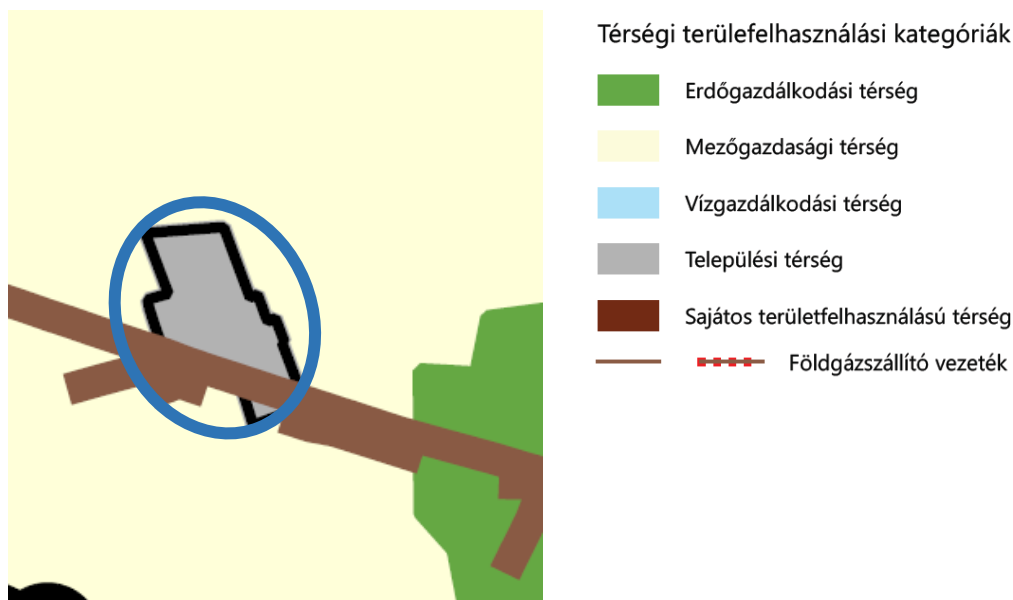 Térségi terülefelhasználási kategóriák
Erdőgazdálkodási térség
Mezőgazdasági térség
Vízgazdálkodási térség
Települési térség
Sajátos területfelhasználású térség
Földgázszállító vezeték